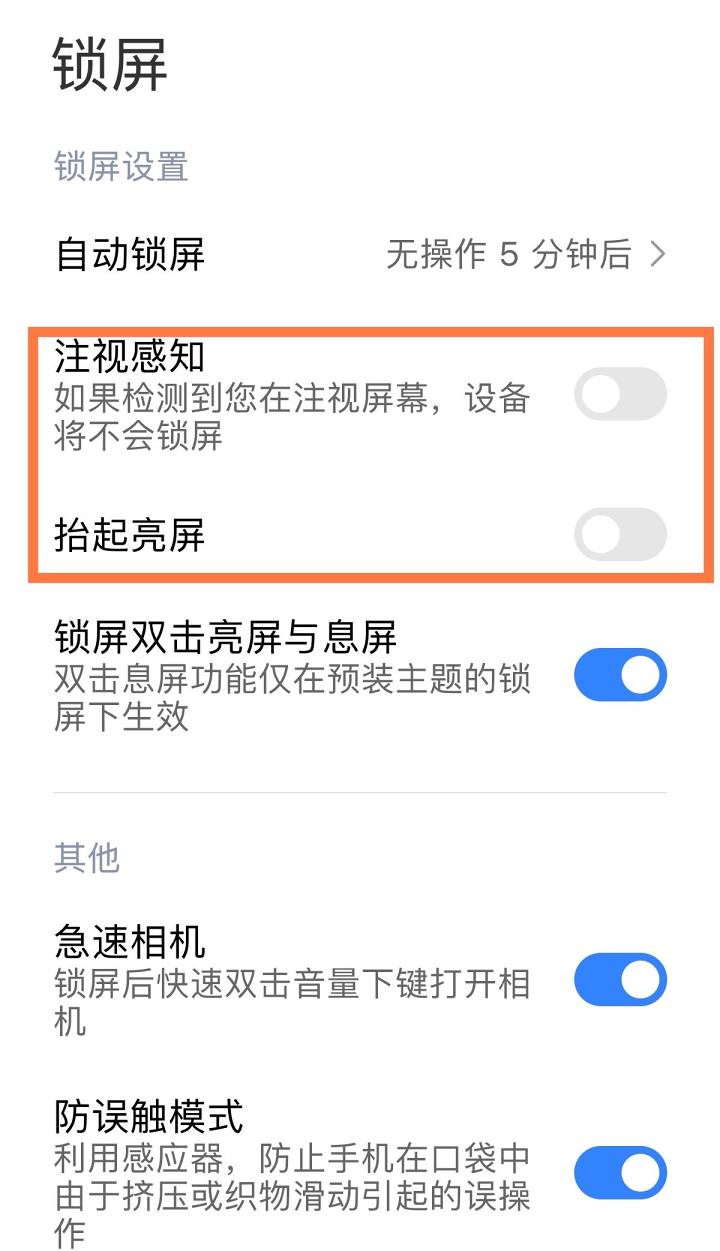 锁屏
锁屏设置
自动锁屏 无操作 5 分钟后
注视感知
如果检测到您在注视屏幕，设备
将不会锁屏
抬起亮屏
锁屏双击亮屏与息屏
双击息屏功能仅在预装主题的锁
屏下生效
其他
急速相机
锁屏后快速双击音量下键打开相
机
防误触模式
利用感应器，防止手机在口袋中
由于挤压或织物滑动引起的误操
作